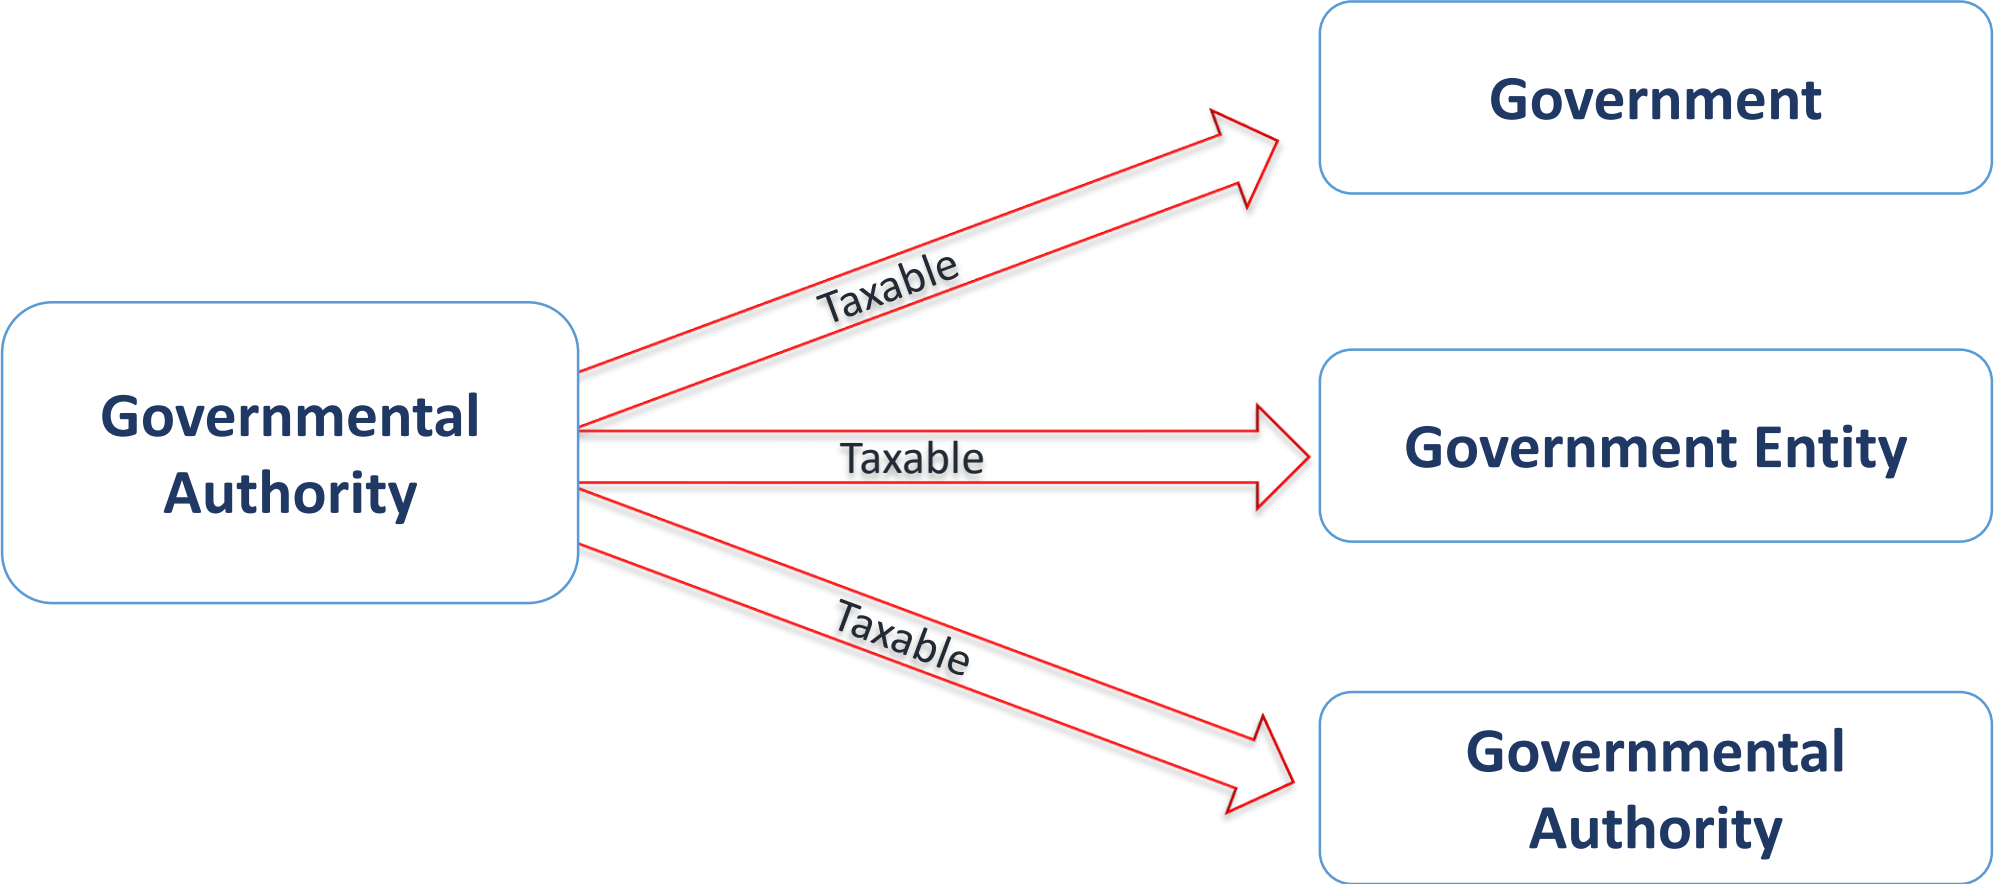 Government
Taxable
Governmental
Authority
Taxable
Government Entity
Taxable
Governmental
Authority